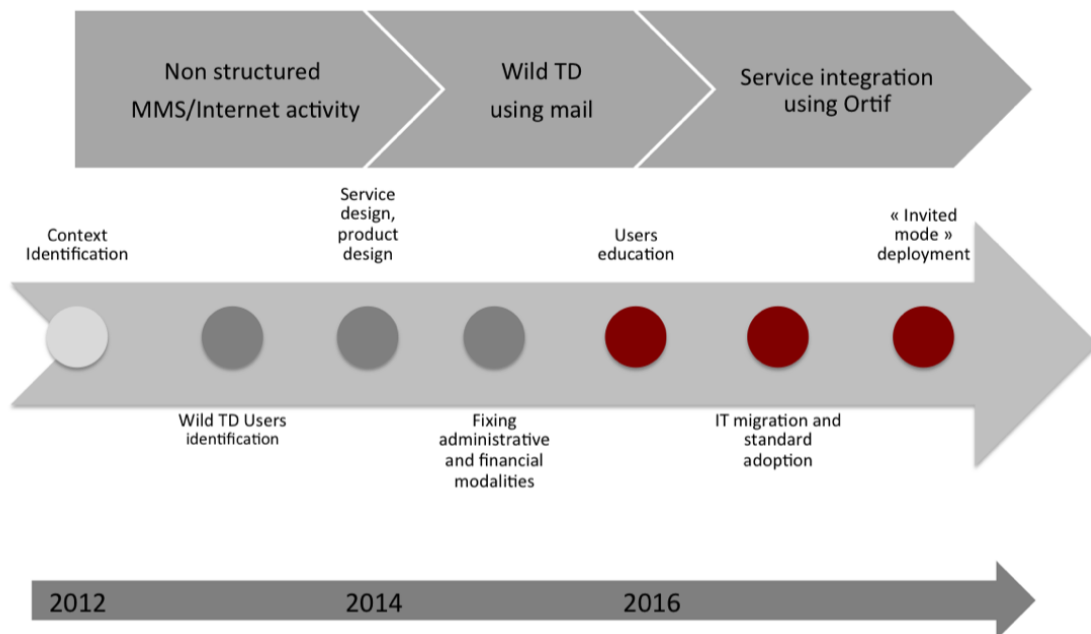 Non structured
MMS/Internet activity
Wild TD
using mail
Service integration
using Ortif
Context
Identification
Service
design,
product
design
Users
education
« Invited
mode »
deployment
Wild TD Users
identification
Fixing
administrative
and financial
modalities
IT migration and
standard
adoption
2012
2014
2016